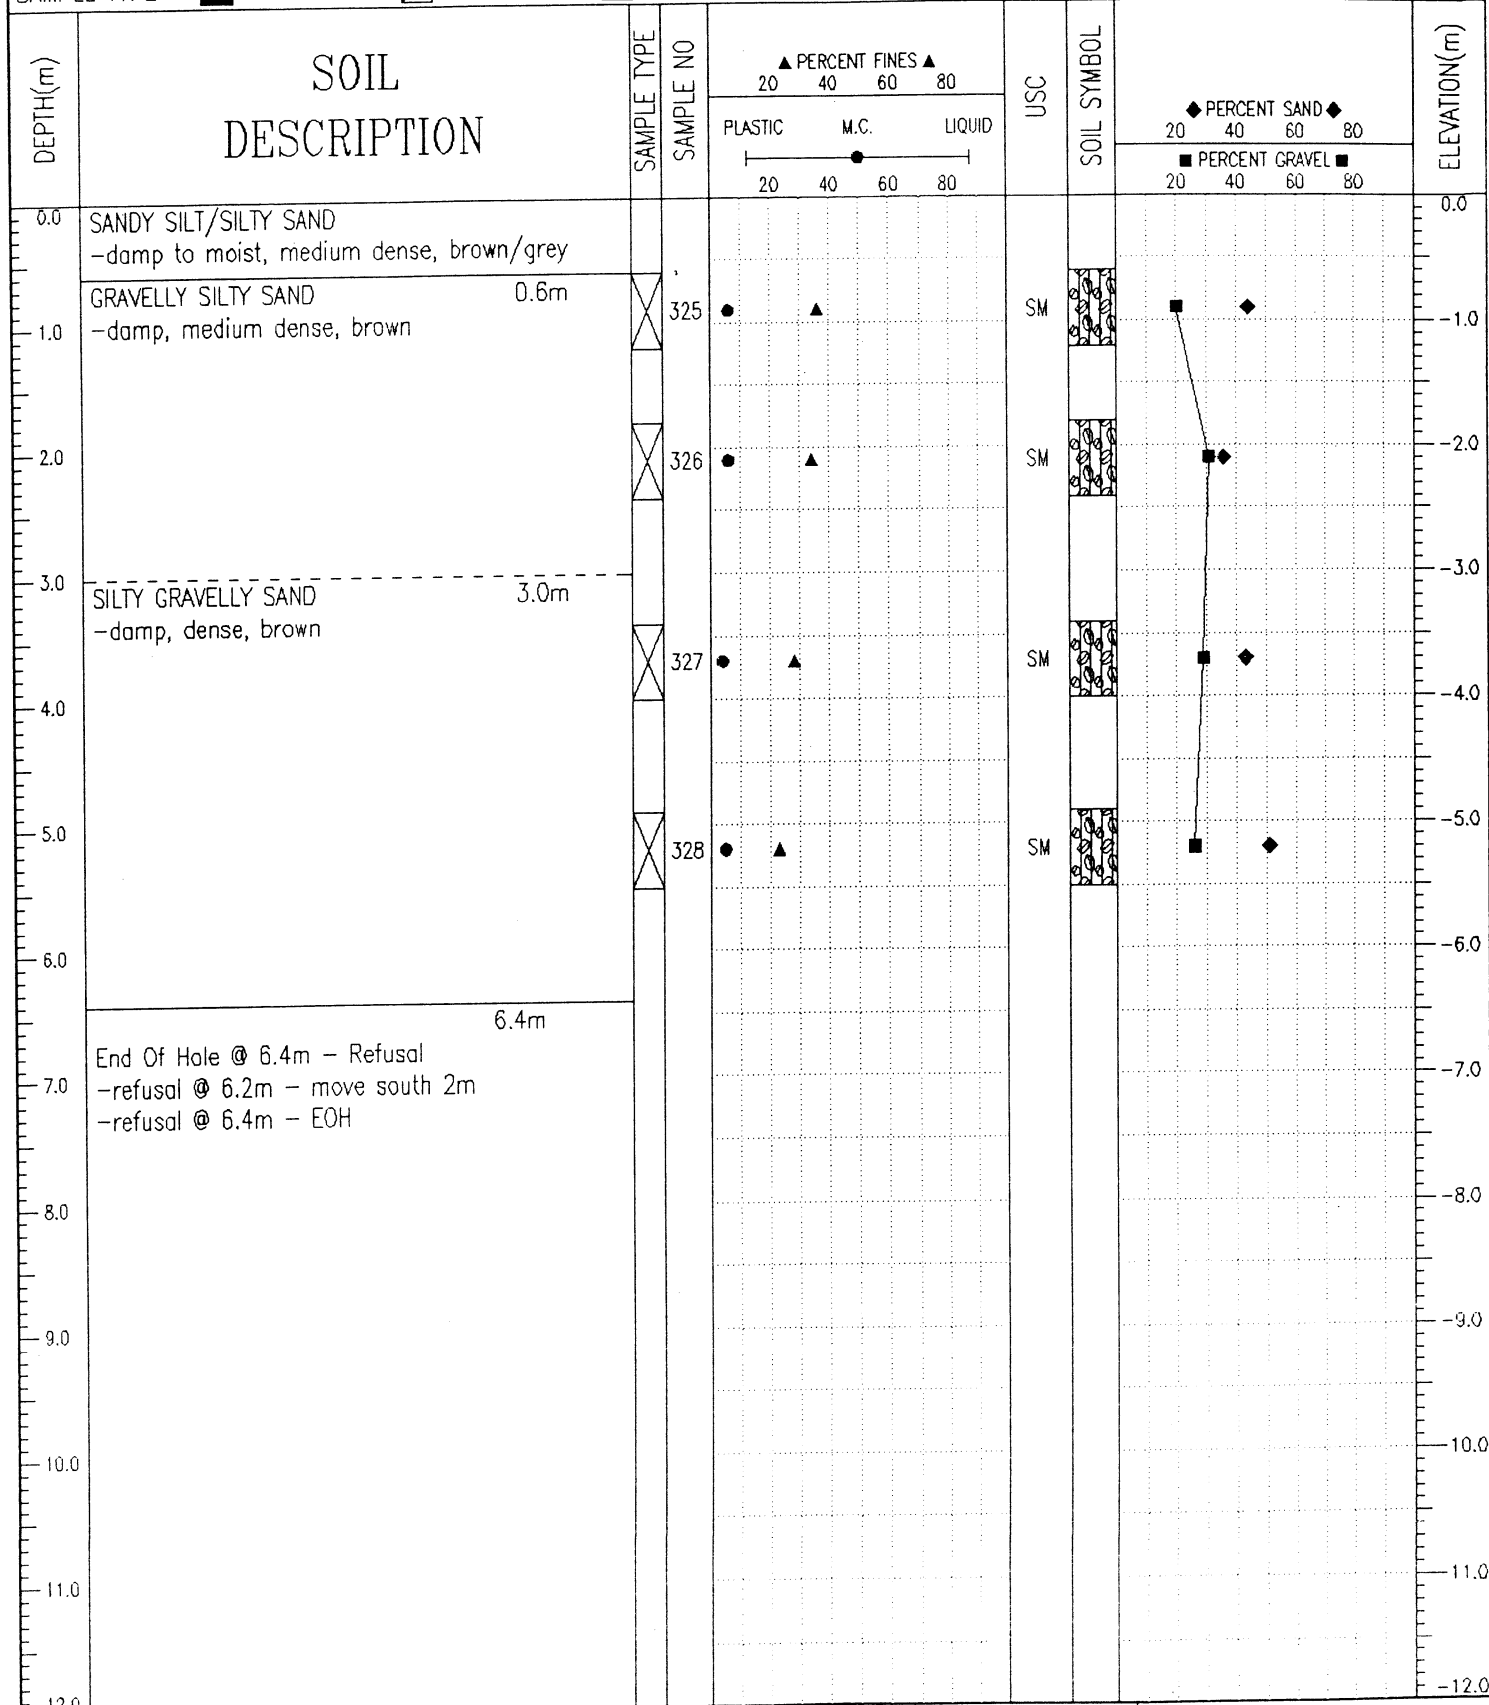 DEPTH(m)
SOIL
DESCRIPTION
SAMPLE TYPE
SAMPLE NO
▲ PERCENT FINES ▲
20 40 60 80
PLASTIC M.C. LIQUID
20 40 60 80
USC
SOIL SYMBOL
◆ PERCENT SAND ◆
20 40 60 80
■ PERCENT GRAVEL ■
20 40 60 80
ELEVATION(m)
0.0
SANDY SILT/SILTY SAND
-damp to moist, medium dense, brown/grey
0.0
GRAVELLY SILTY SAND 0.6m
-damp, medium dense, brown
325
SM
1.0
-1.0
2.0
326
SM
-2.0
3.0
-3.0
SILTY GRAVELLY SAND 3.0m
-damp, dense, brown
327
SM
4.0
-4.0
5.0
328
SM
-5.0
6.0
-6.0
6.4m
End Of Hole @ 6.4m - Refusal
-refusal @ 6.2m - move south 2m
-refusal @ 6.4m - EOH
7.0
-7.0
8.0
-8.0
9.0
-9.0
10.0
-10.0
11.0
-11.0
-12.0